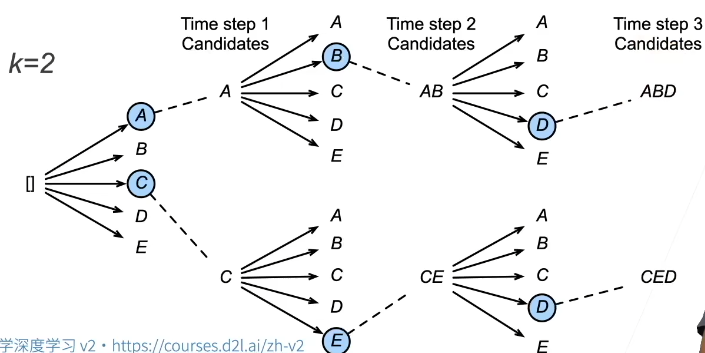 k=2
Time step 1
Candidates
Time step 2
Candidates
Time step 3
Candidates
[]
A
B
C
D
E
A
A
B
C
D
E
AB
A
B
C
D
E
ABD
C
A
B
C
D
E
CE
A
B
C
D
E
CED
学深度学习 v2 · https://courses.d2l.ai/zh-v2